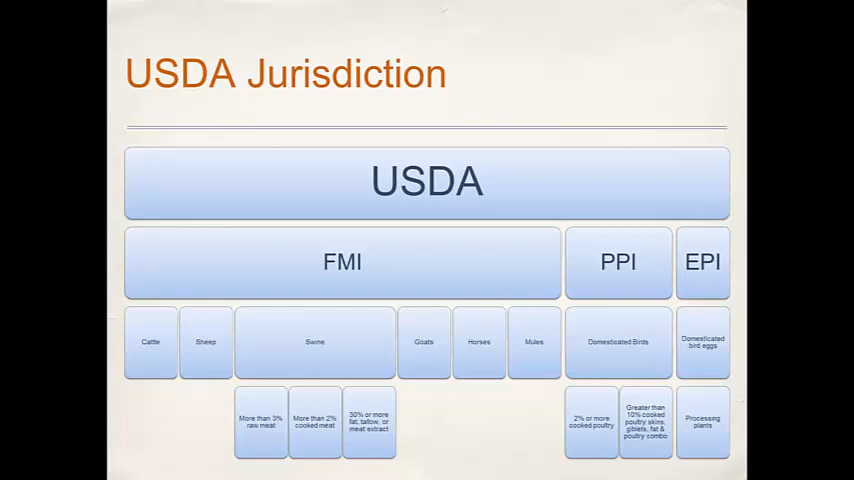 USDA Jurisdiction
USDA
FMI
PPI
EPI
Cattle
Sheep
Swine
Goats
Horses
Mules
Domesticated Birds
Domesticated
bird eggs
More than 3%
raw meat
More than 2%
cooked meat
30% or more
fat, tallow, or
meat extract
2% or more
cooked poultry
Greater than
10% cooked
poultry skins,
giblets, fat &
poultry combo
Processing
plants